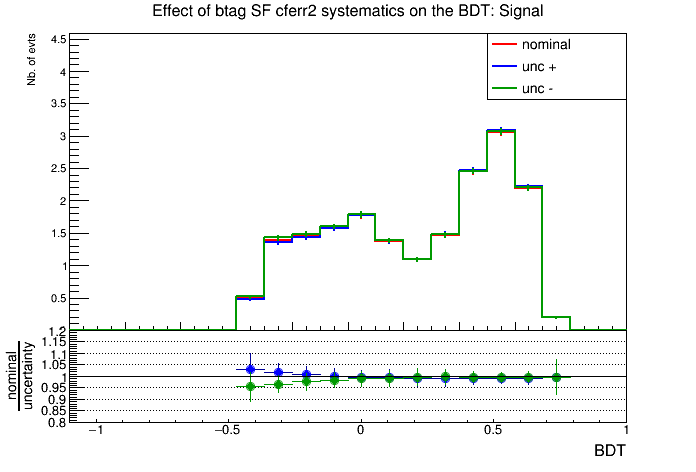 Effect of btag SF cferr2 systematics on the BDT: Signal
Nb. of evts
4.5
4
3.5
3
2.5
2
1.5
1
0.5
nominal
unc +
unc -
nominal
uncertainty
1.2
1.15
1.1
1.05
1
0.95
0.9
0.85
0.8
−1 −0.5 0 0.5 1
BDT